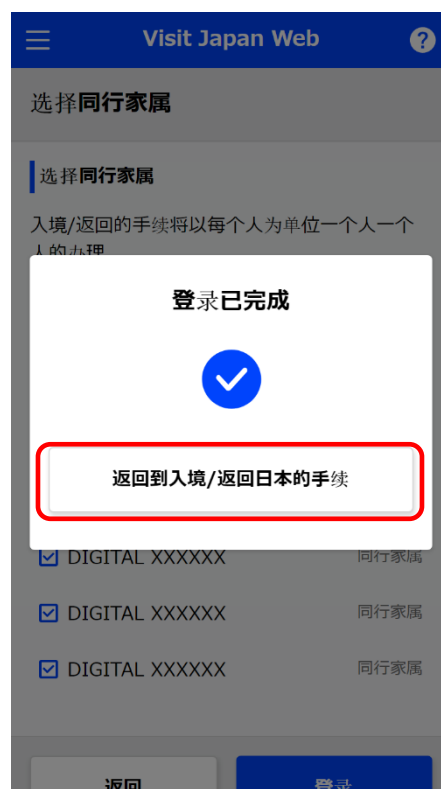 Visit Japan Web
?
选择同行家属
选择同行家属
入境/返回的手续将以每个人为单位一个人一个
人的办理
登录已完成
返回到入境/返回日本的手续
DIGITAL XXXXXX 同行家属
DIGITAL XXXXXX 同行家属
DIGITAL XXXXXX 同行家属
返回 登录